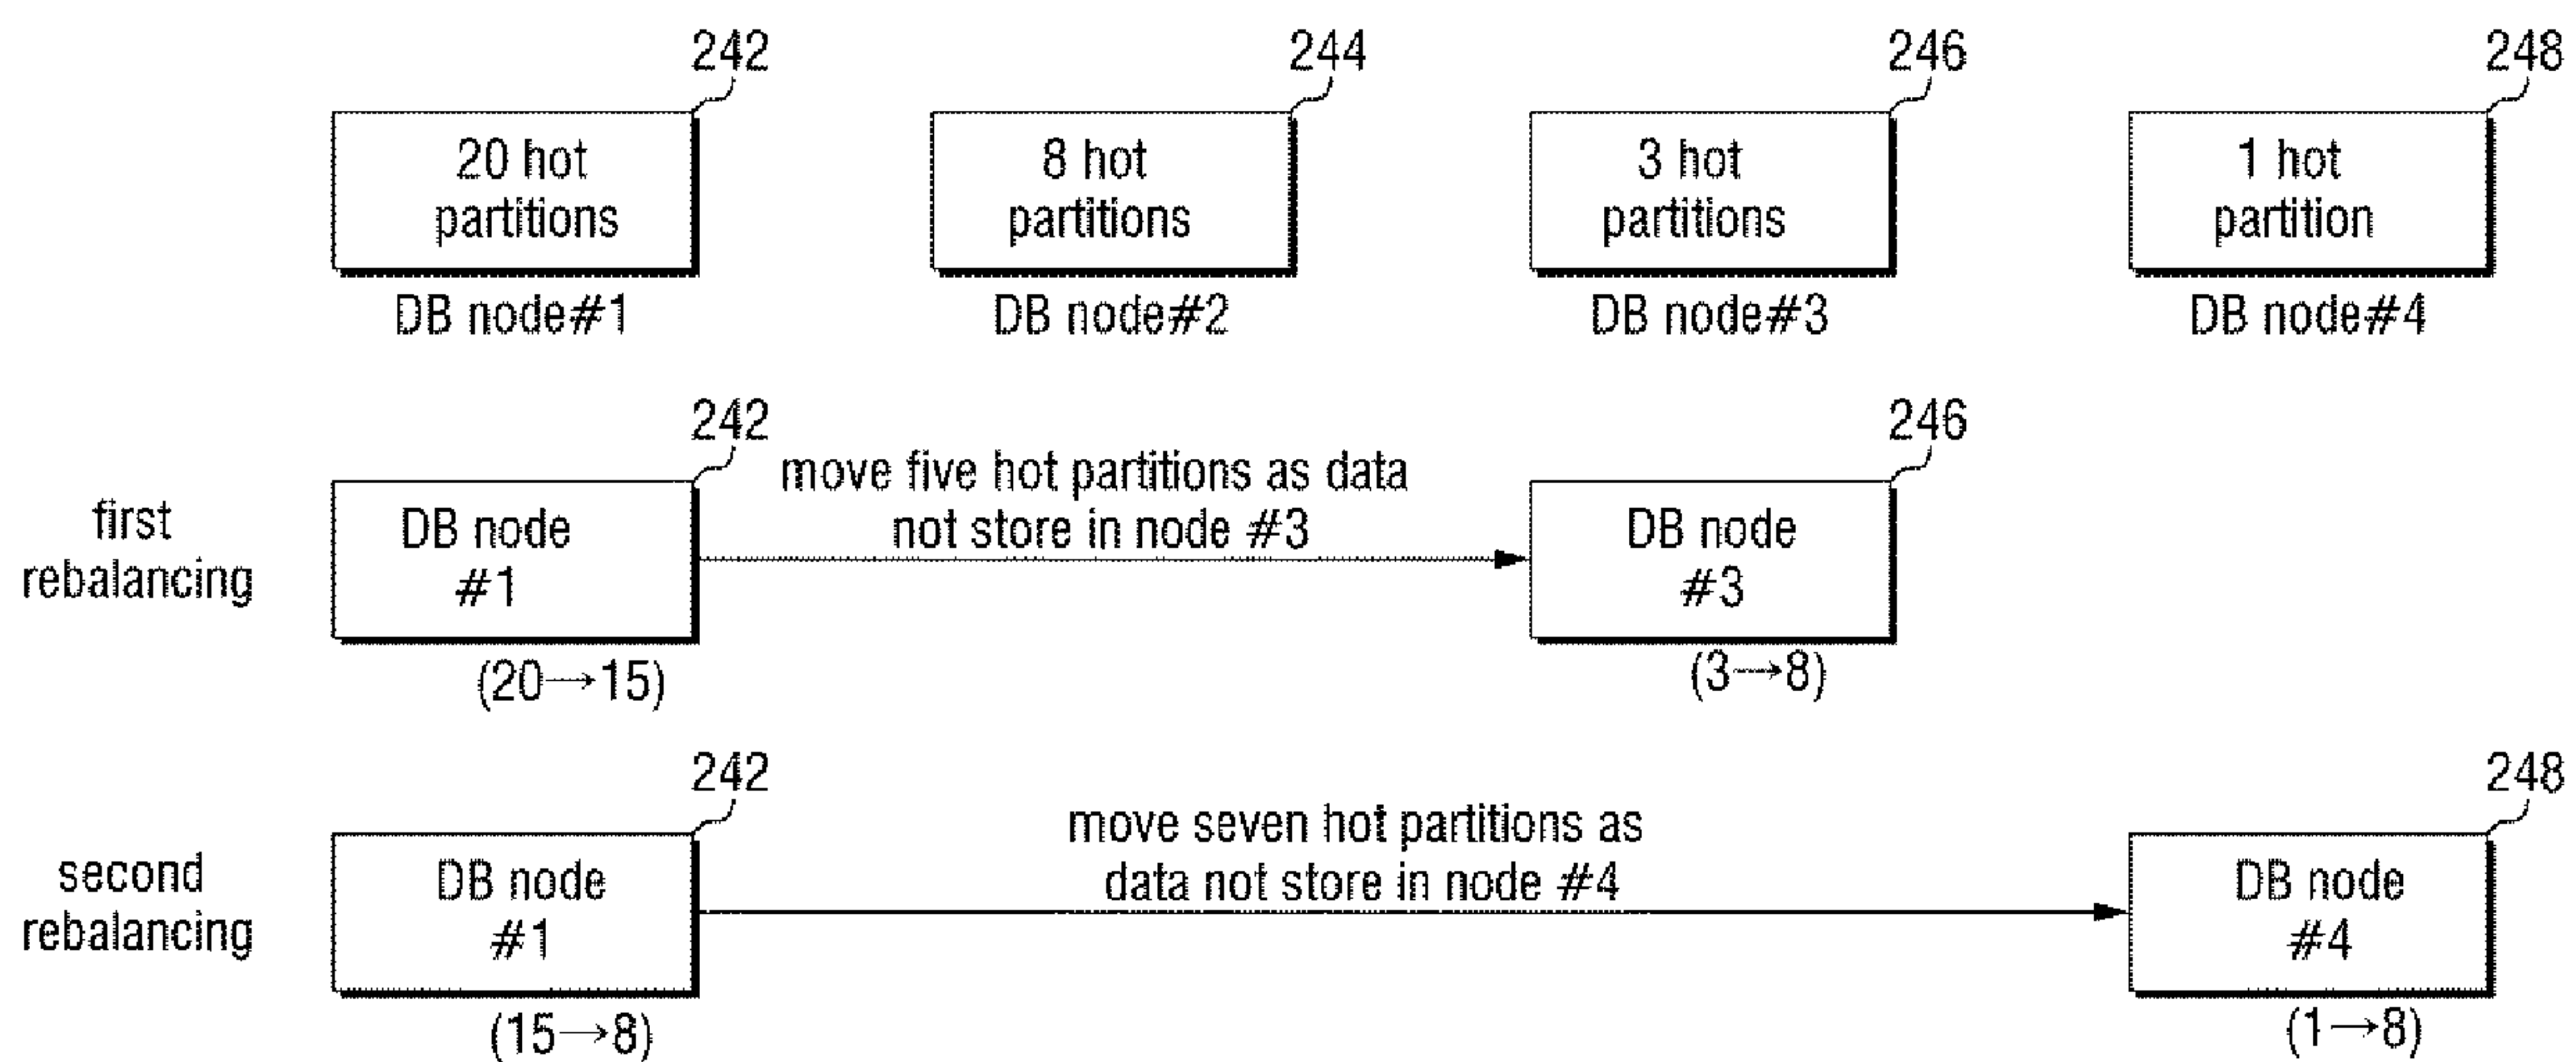 242
244
246
248
20 hot
partitions
8 hot
partitions
3 hot
partitions
1 hot
partition
DB node#1
DB node#2
DB node#3
DB node#4
242
246
first
rebalancing
DB node
#1
move five hot partitions as data
not store in node #3
DB node
#3
(20→15)
(3→8)
242
248
second
rebalancing
DB node
#1
move seven hot partitions as
data not store in node #4
DB node
#4
(15→8)
(1→8)